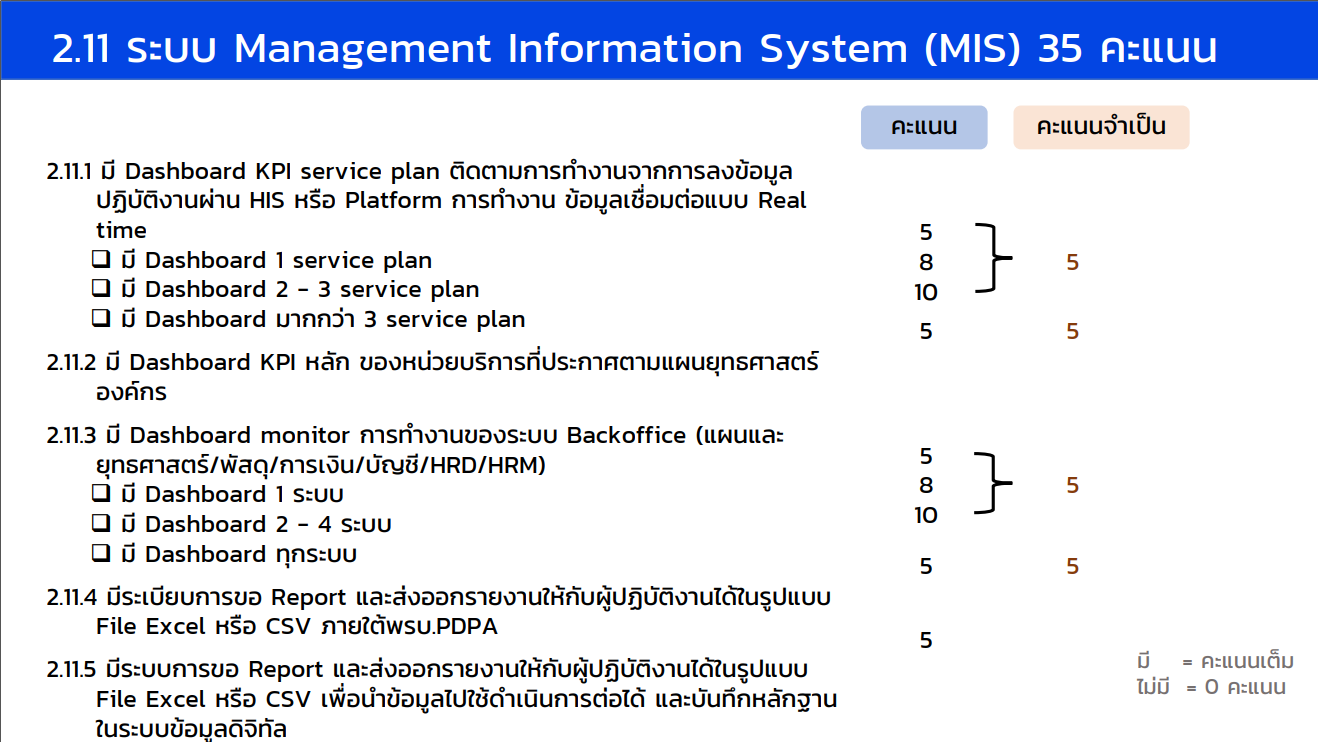 2.11 ระบบ Management Information System (MIS) 35 คะแนน
คะแนน คะแนนจำเป็น
2.11.1 มี Dashboard KPI service plan ติดตามการทำงานจากการลงข้อมูล
ปฏิบัติงานผ่าน HIS หรือ Platform การทำงาน ข้อมูลเชื่อมต่อแบบ Real
time
5
❑ มี Dashboard 1 service plan
8 5
❑ มี Dashboard 2 - 3 service plan
10
❑ มี Dashboard มากกว่า 3 service plan
5 5
2.11.2 มี Dashboard KPI หลัก ของหน่วยบริการที่ประกาศตามแผนยุทธศาสตร์
องค์กร
2.11.3 มี Dashboard monitor การทำงานของระบบ Backoffice (แผนและ
ยุทธศาสตร์/พัสดุ/การเงิน/บัญชี/HRD/HRM)
5
❑ มี Dashboard 1 ระบบ
8 5
❑ มี Dashboard 2 - 4 ระบบ
10
❑ มี Dashboard ทุกระบบ
5 5
2.11.4 มีระเบียบการขอ Report และส่งออกรายงานให้กับผู้ปฏิบัติงานได้ในรูปแบบ
File Excel หรือ CSV ภายใต้พรบ.PDPA
5
2.11.5 มีระบบการขอ Report และส่งออกรายงานให้กับผู้ปฏิบัติงานได้ในรูปแบบ
File Excel หรือ CSV เพื่อนำข้อมูลไปใช้ดำเนินการต่อได้ และบันทึกหลักฐาน
ในระบบข้อมูลดิจิทัล
มี = คะแนนเต็ม
ไม่มี = 0 คะแนน